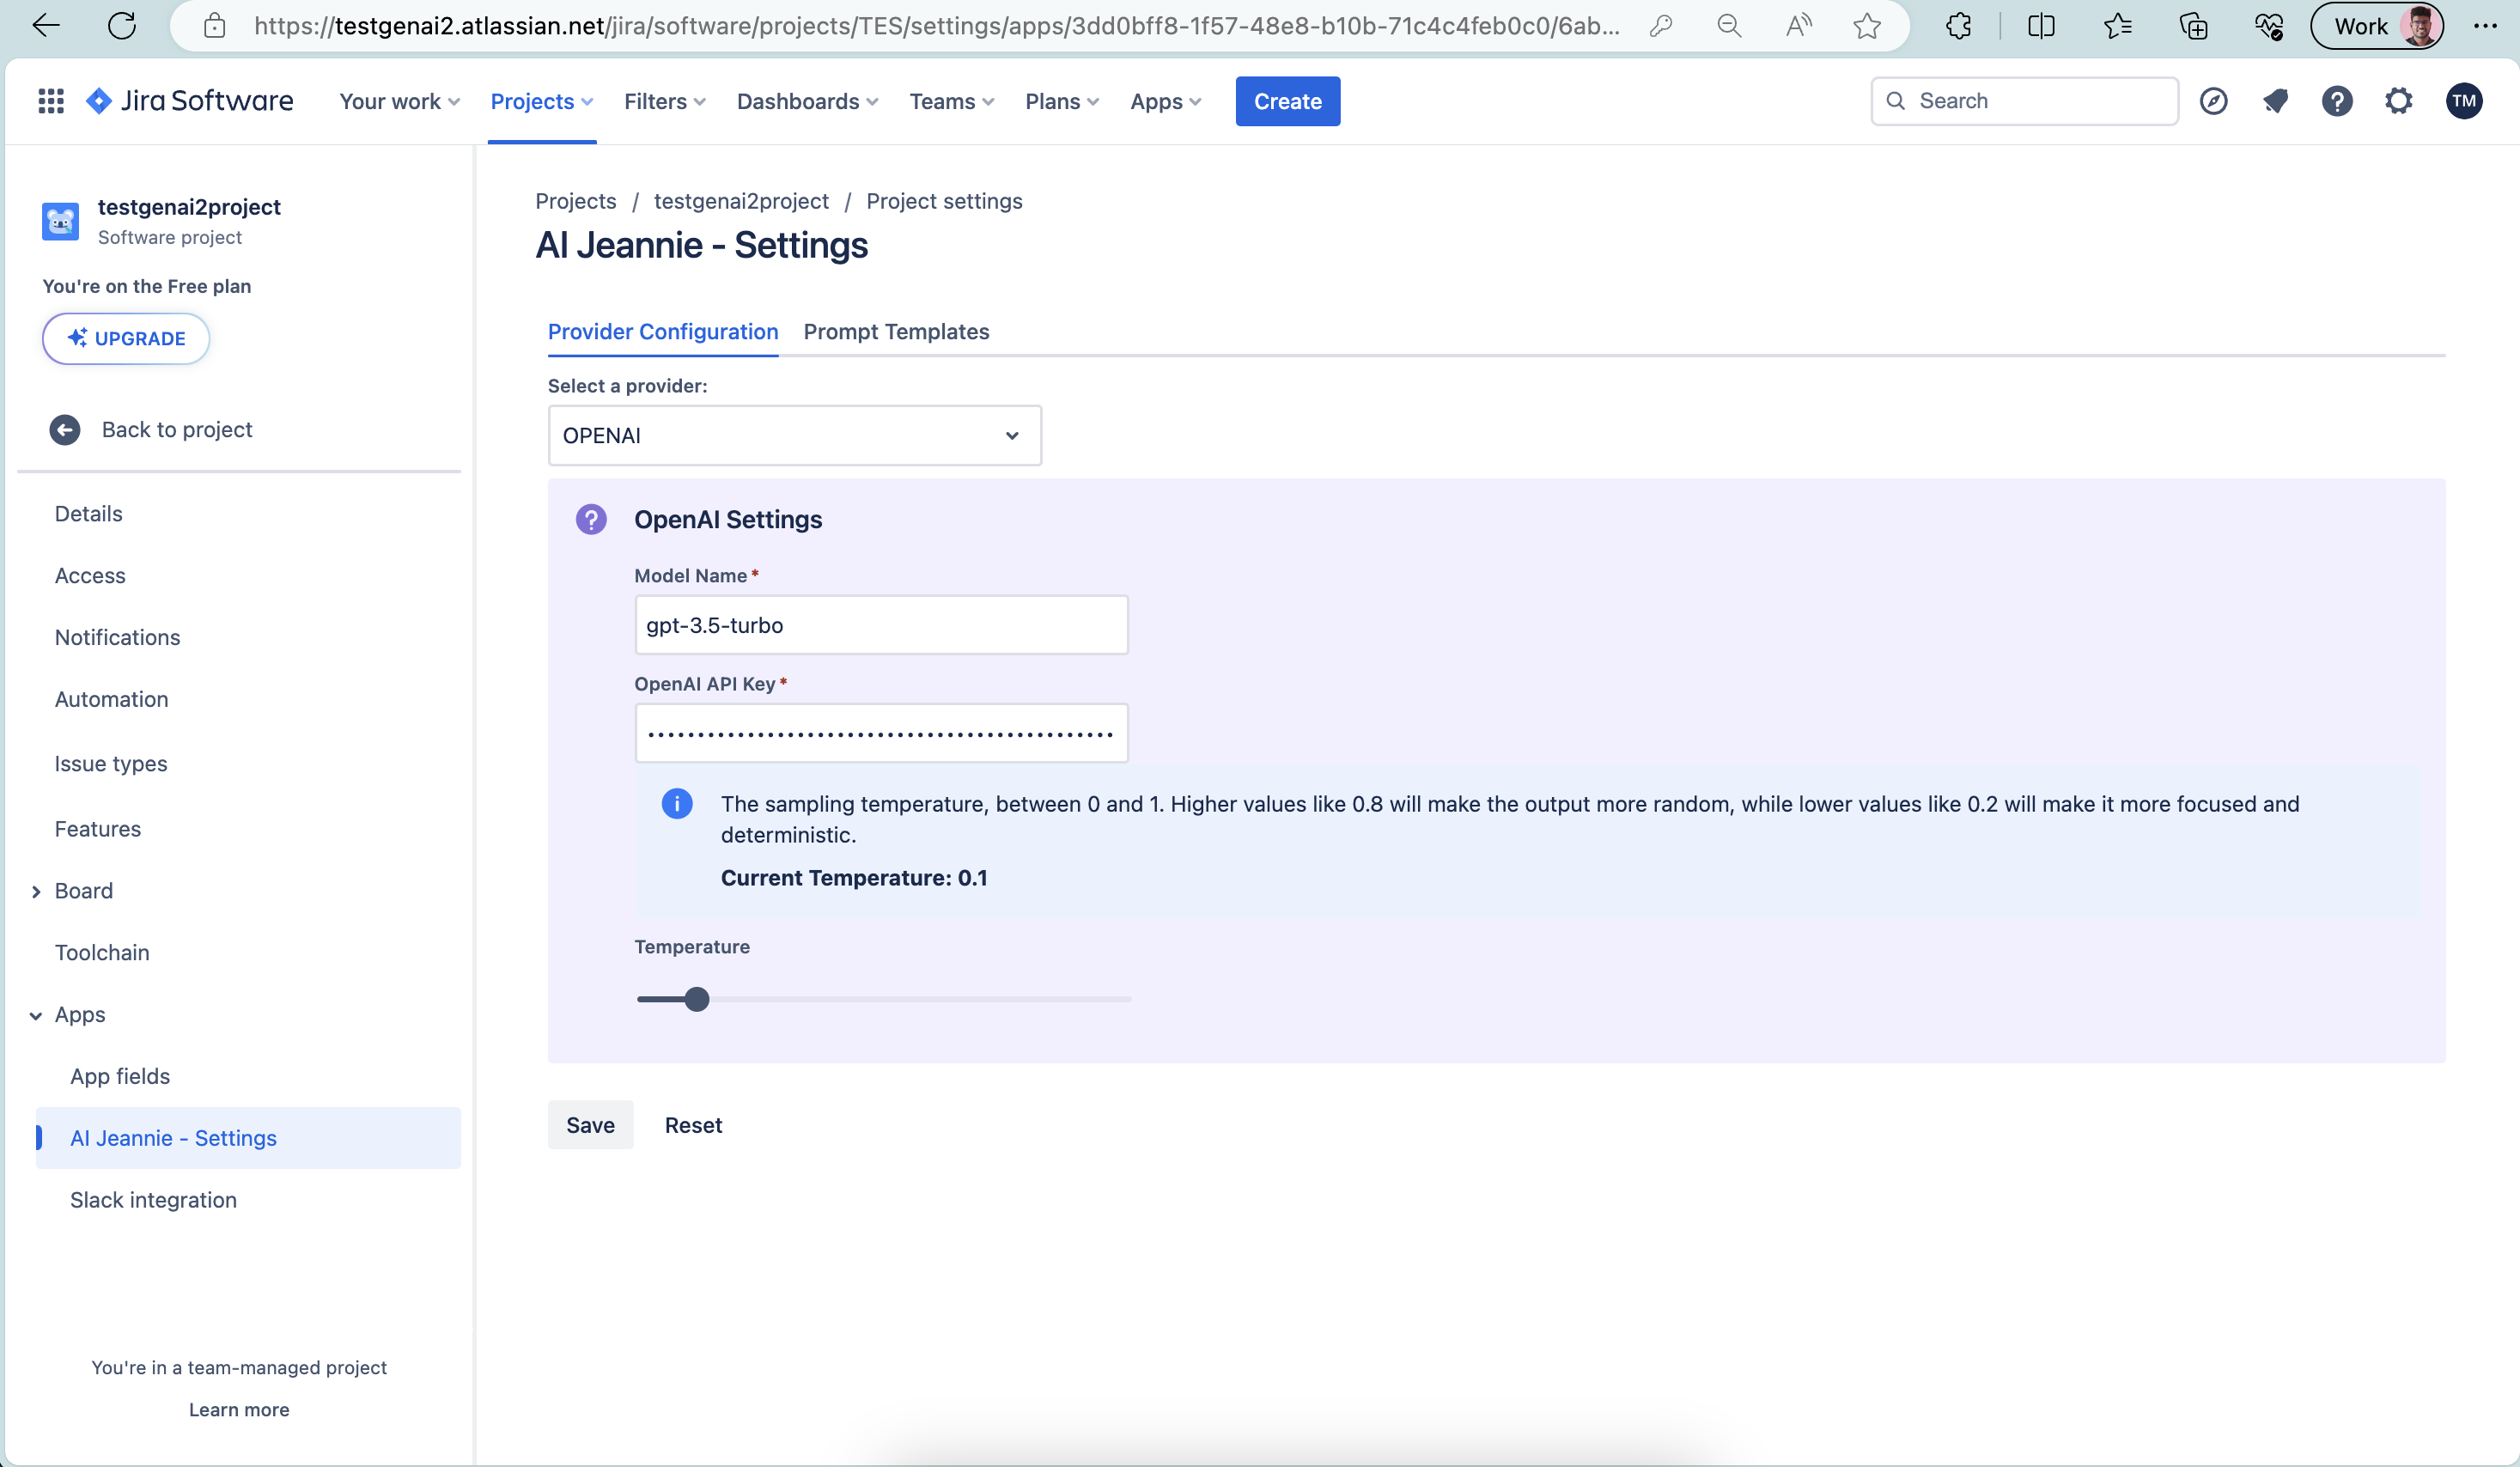 https://testgenai2.atlassian.net/jira/software/projects/TES/settings/apps/3dd0bff8-1f57-48e8-b10b-71c4c4feb0c0/6ab...
Work
Jira Software
Your work
Projects
Filters
Dashboards
Teams
Plans
Apps
Create
Search
TM
testgenai2project
Software project
You're on the Free plan
UPGRADE
Back to project
Details
Access
Notifications
Automation
Issue types
Features
Board
Toolchain
Apps
App fields
AI Jeannie - Settings
Slack integration
You're in a team-managed project
Learn more
Projects / testgenai2project / Project settings
AI Jeannie - Settings
Provider Configuration
Prompt Templates
Select a provider:
OPENAI
OpenAI Settings
Model Name *
gpt-3.5-turbo
OpenAI API Key *
The sampling temperature, between 0 and 1. Higher values like 0.8 will make the output more random, while lower values like 0.2 will make it more focused and
deterministic.
Current Temperature: 0.1
Temperature
Save
Reset